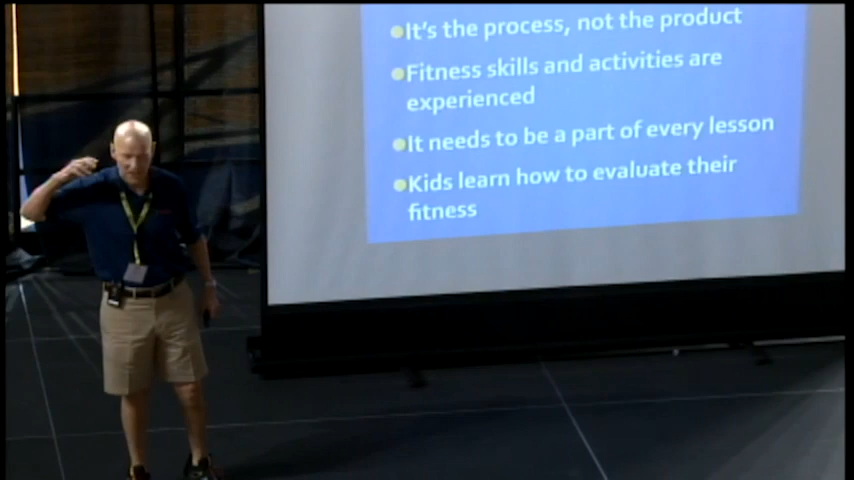 ●It's the process, not the product
●Fitness skills and activities are
experienced
●It needs to be a part of every lesson
●Kids learn how to evaluate their
fitness